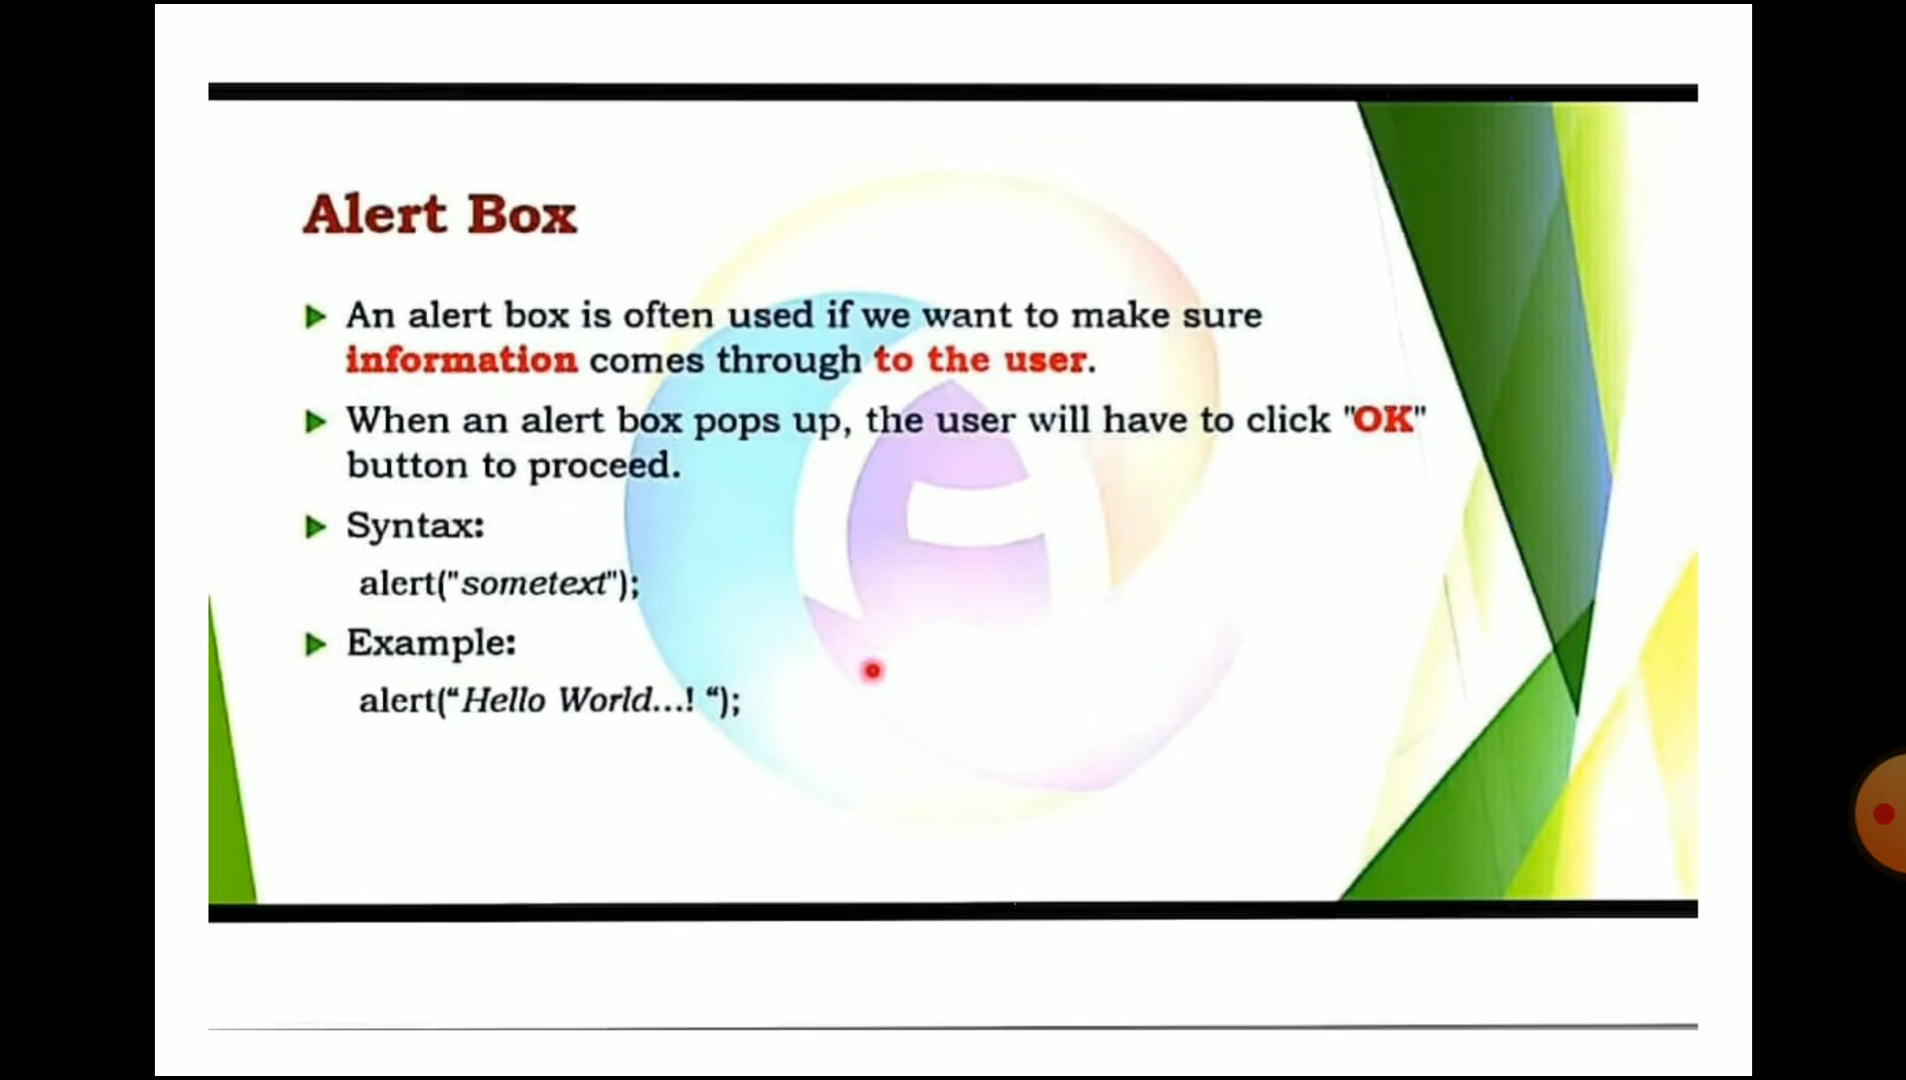 Alert Box
An alert box is often used if we want to make sure
information comes through to the user.
When an alert box pops up, the user will have to click "OK"
button to proceed.
Syntax:
alert("sometext");
Example:
alert(“Hello World...! “);